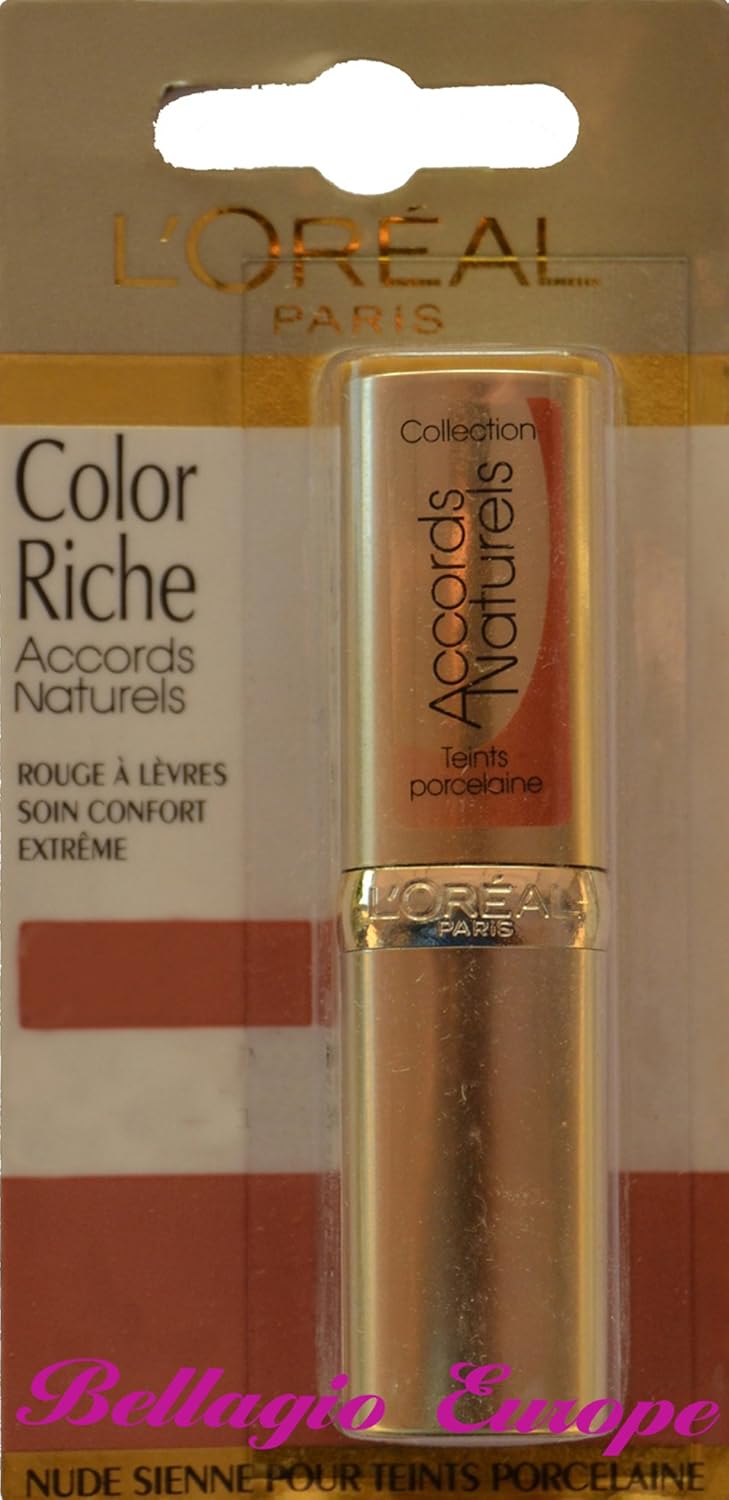 L'ORÉAL
PARIS
Color
Riche
Accords
Naturels
ROUGE À LÈVRES
SOIN CONFORT
EXTRÊME
Collection
Accords
Naturels
Teints
porcelaine
L'ORÉAL
PARIS
Bellagio Europe
NUDE SIENNE POUR TEINTS PORCELAINE